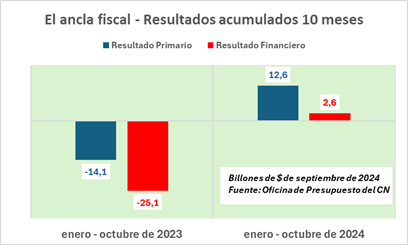 El ancla fiscal - Resultados acumulados 10 meses
Resultado Primario Resultado Financiero
12,6
2,6
-14,1
-25,1
Billones de $ de septiembre de 2024
Fuente: Oficina de Presupuesto del CN
enero - octubre de 2023 enero - octubre de 2024